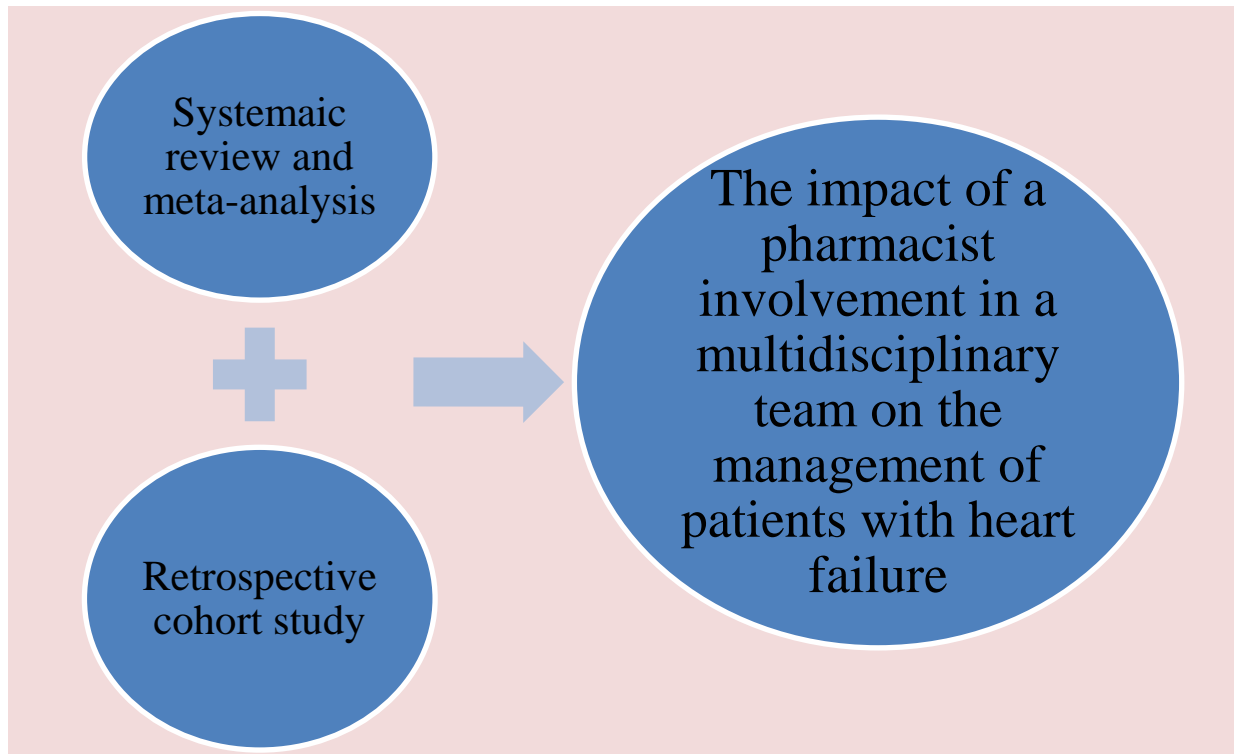 Systemaic
review and
meta-analysis
Retrospective
cohort study
The impact of a
pharmacist
involvement in a
multidisciplinary
team on the
management of
patients with heart
failure